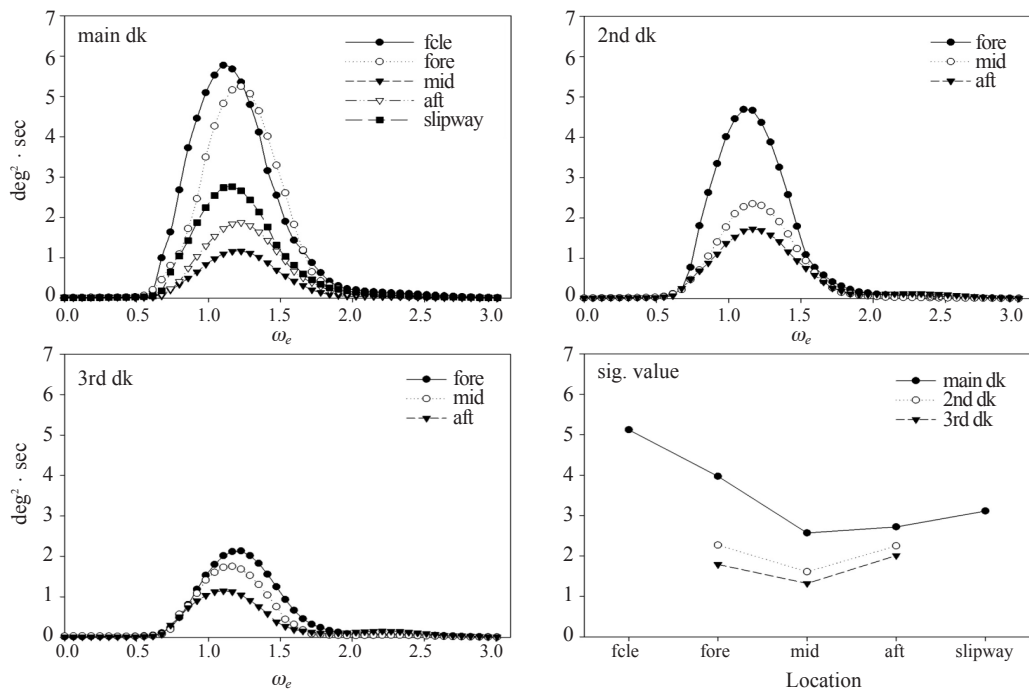 main dk
fcle
fore
mid
aft
slipway
7
6
5
4
3
2
1
0
deg² · sec
0.0 0.5 1.0 1.5 2.0 2.5 3.0
ωe
2nd dk
fore
mid
aft
7
6
5
4
3
2
1
0
0.0 0.5 1.0 1.5 2.0 2.5 3.0
ωe
3rd dk
fore
mid
aft
7
6
5
4
3
2
1
0
deg² · sec
0.0 0.5 1.0 1.5 2.0 2.5 3.0
ωe
sig. value
main dk
2nd dk
3rd dk
7
6
5
4
3
2
1
0
fcle fore mid aft slipway
Location